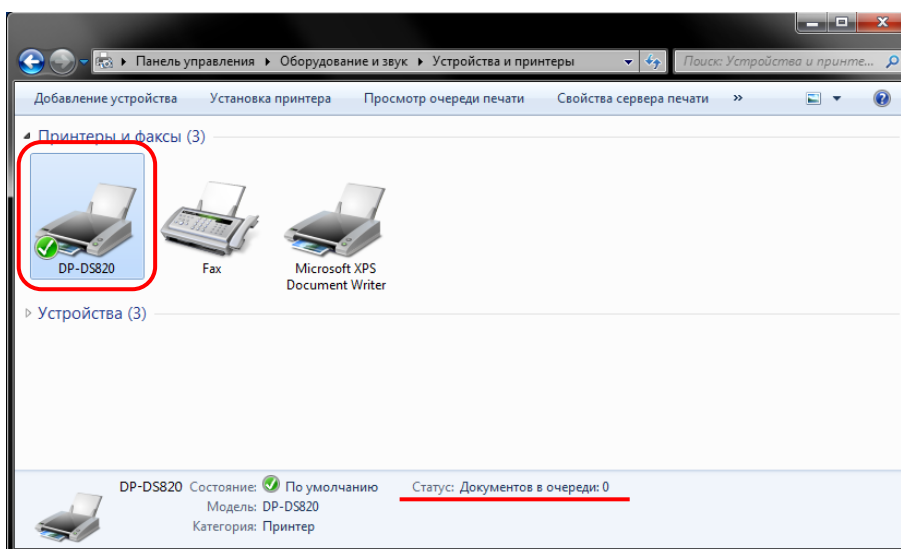 Панель управления ▸ Оборудование и звук ▸ Устройства и принтеры
Поиск: Устройства и принте...
Добавление устройства Установка принтера Просмотр очереди печати Свойства сервера печати »
Принтеры и факсы (3)
DP-DS820
Fax
Microsoft XPS
Document Writer
Устройства (3)
DP-DS820 Состояние: По умолчанию Статус: Документов в очереди: 0
Модель: DP-DS820
Категория: Принтер